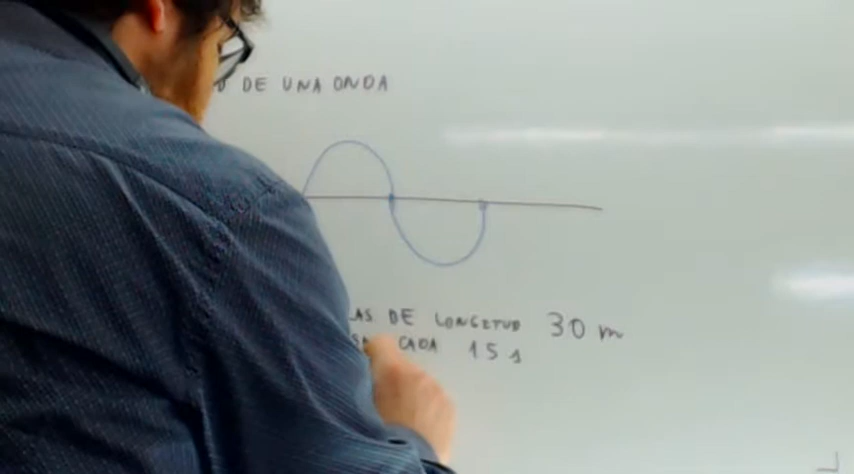 DE UNA ONDA
LAS DE LONGITUD 30 m
CADA 15 s